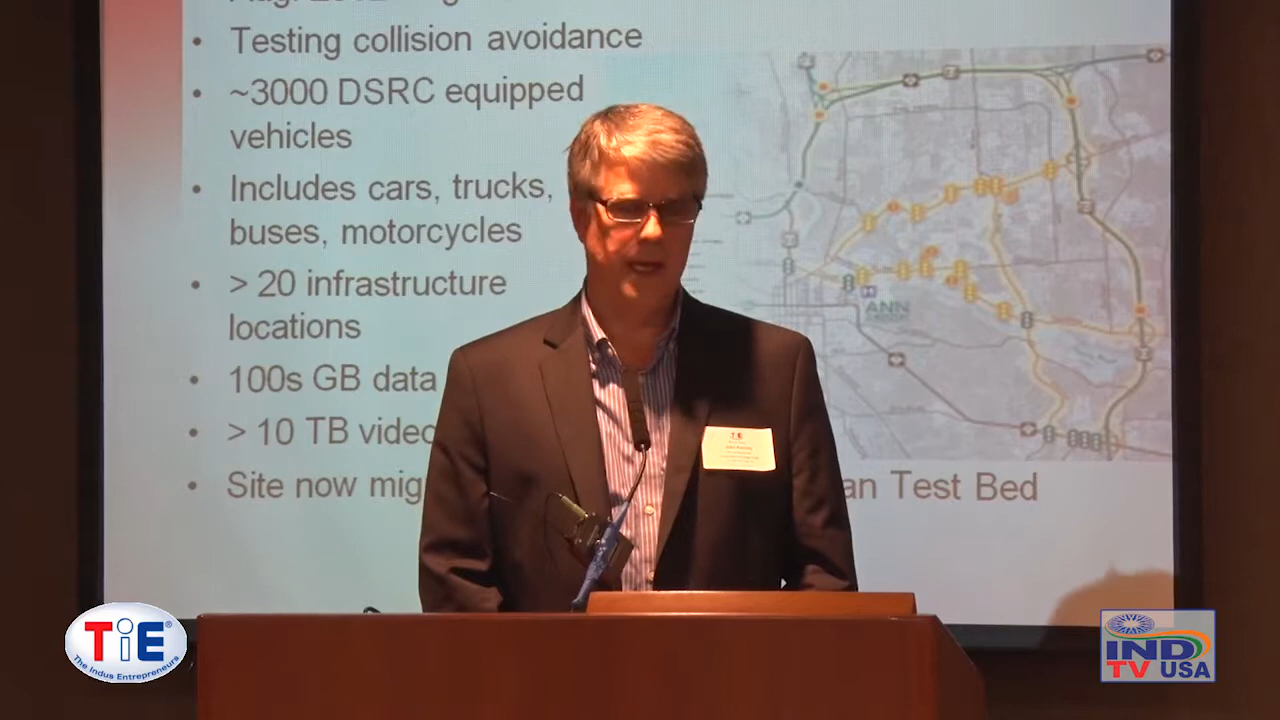 Testing collision avoidance
~3000 DSRC equipped
vehicles
Includes cars, trucks,
buses, motorcycles
> 20 infrastructure
locations
100s GB data
> 10 TB video
Site now mig
an Test Bed
ANN
TiE®
The Indus Entrepreneurs
IND
TV USA